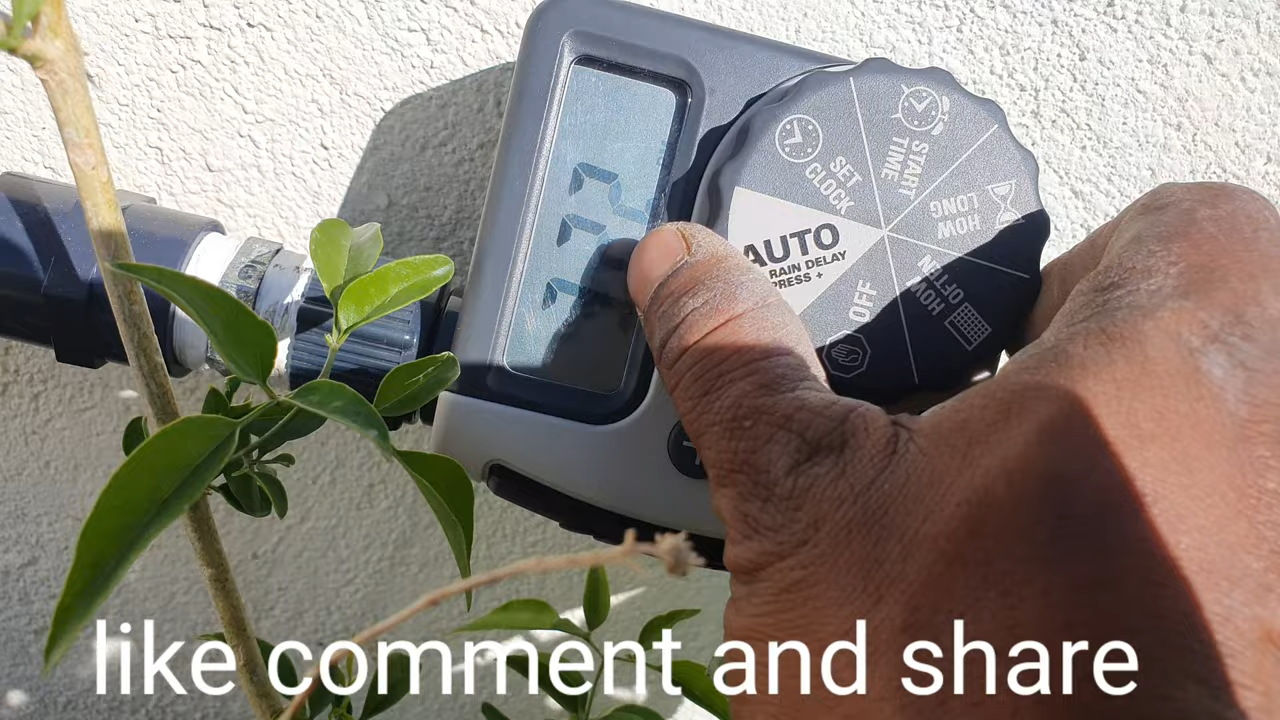 SET
CLOCK
START
TIME
HOW
LONG
HOW
OFTEN
OFF
AUTO
RAIN DELAY
PRESS +
like comment and share